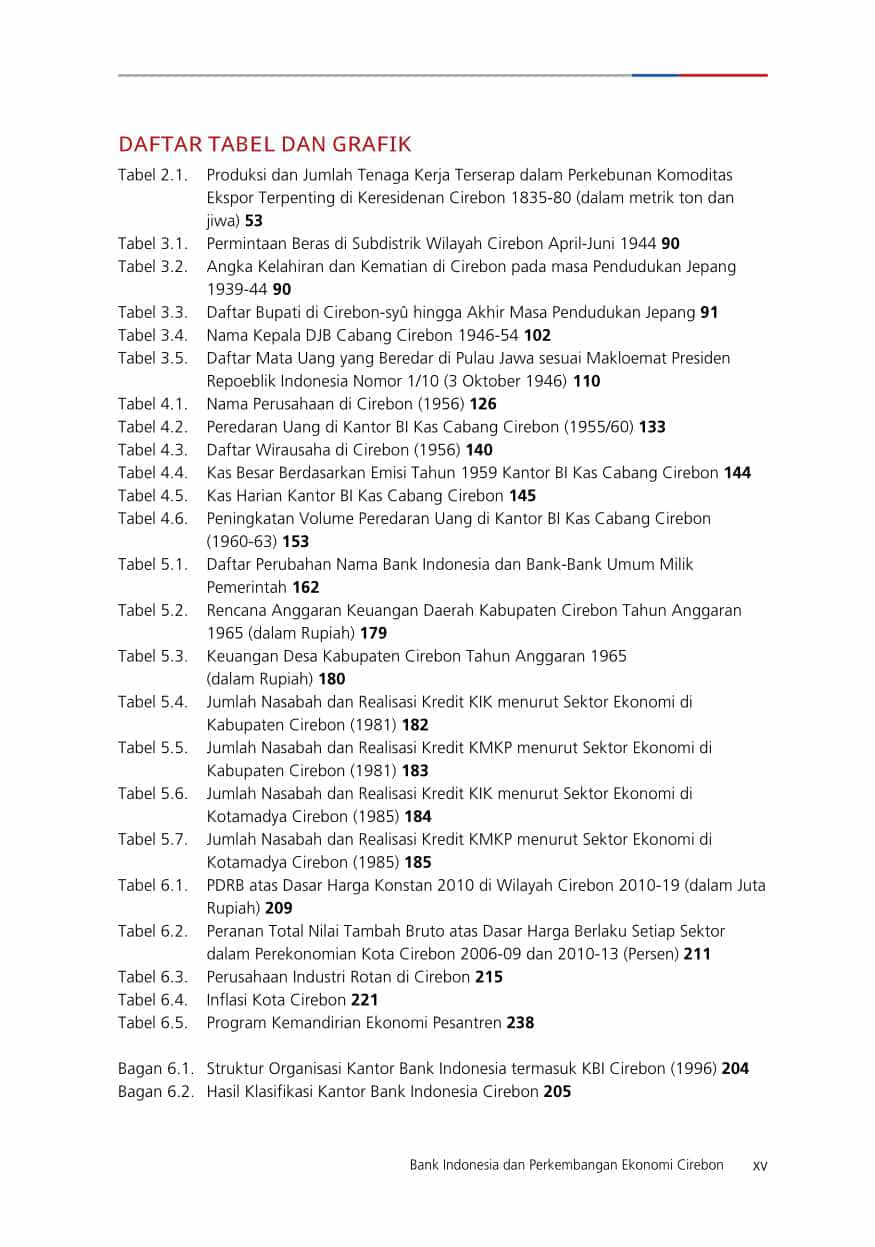 DAFTAR TABEL DAN GRAFIK
Tabel 2.1. Produksi dan Jumlah Tenaga Kerja Terserap dalam Perkebunan Komoditas
Ekspor Terpenting di Keresidenan Cirebon 1835-80 (dalam metrik ton dan
jiwa) 53
Tabel 3.1. Permintaan Beras di Subdistrik Wilayah Cirebon April-Juni 1944 90
Tabel 3.2. Angka Kelahiran dan Kematian di Cirebon pada masa Pendudukan Jepang
1939-44 90
Tabel 3.3. Daftar Bupati di Cirebon-syû hingga Akhir Masa Pendudukan Jepang 91
Tabel 3.4. Nama Kepala DJB Cabang Cirebon 1946-54 102
Tabel 3.5. Daftar Mata Uang yang Beredar di Pulau Jawa sesuai Makloemat Presiden
Repoeblik Indonesia Nomor 1/10 (3 Oktober 1946) 110
Tabel 4.1. Nama Perusahaan di Cirebon (1956) 126
Tabel 4.2. Peredaran Uang di Kantor BI Kas Cabang Cirebon (1955/60) 133
Tabel 4.3. Daftar Wirausaha di Cirebon (1956) 140
Tabel 4.4. Kas Besar Berdasarkan Emisi Tahun 1959 Kantor BI Kas Cabang Cirebon 144
Tabel 4.5. Kas Harian Kantor BI Kas Cabang Cirebon 145
Tabel 4.6. Peningkatan Volume Peredaran Uang di Kantor BI Kas Cabang Cirebon
(1960-63) 153
Tabel 5.1. Daftar Perubahan Nama Bank Indonesia dan Bank-Bank Umum Milik
Pemerintah 162
Tabel 5.2. Rencana Anggaran Keuangan Daerah Kabupaten Cirebon Tahun Anggaran
1965 (dalam Rupiah) 179
Tabel 5.3. Keuangan Desa Kabupaten Cirebon Tahun Anggaran 1965
(dalam Rupiah) 180
Tabel 5.4. Jumlah Nasabah dan Realisasi Kredit KIK menurut Sektor Ekonomi di
Kabupaten Cirebon (1981) 182
Tabel 5.5. Jumlah Nasabah dan Realisasi Kredit KMKP menurut Sektor Ekonomi di
Kabupaten Cirebon (1981) 183
Tabel 5.6. Jumlah Nasabah dan Realisasi Kredit KIK menurut Sektor Ekonomi di
Kotamadya Cirebon (1985) 184
Tabel 5.7. Jumlah Nasabah dan Realisasi Kredit KMKP menurut Sektor Ekonomi di
Kotamadya Cirebon (1985) 185
Tabel 6.1. PDRB atas Dasar Harga Konstan 2010 di Wilayah Cirebon 2010-19 (dalam Juta
Rupiah) 209
Tabel 6.2. Peranan Total Nilai Tambah Bruto atas Dasar Harga Berlaku Setiap Sektor
dalam Perekonomian Kota Cirebon 2006-09 dan 2010-13 (Persen) 211
Tabel 6.3. Perusahaan Industri Rotan di Cirebon 215
Tabel 6.4. Inflasi Kota Cirebon 221
Tabel 6.5. Program Kemandirian Ekonomi Pesantren 238
Bagan 6.1. Struktur Organisasi Kantor Bank Indonesia termasuk KBI Cirebon (1996) 204
Bagan 6.2. Hasil Klasifikasi Kantor Bank Indonesia Cirebon 205
Bank Indonesia dan Perkembangan Ekonomi Cirebon xv